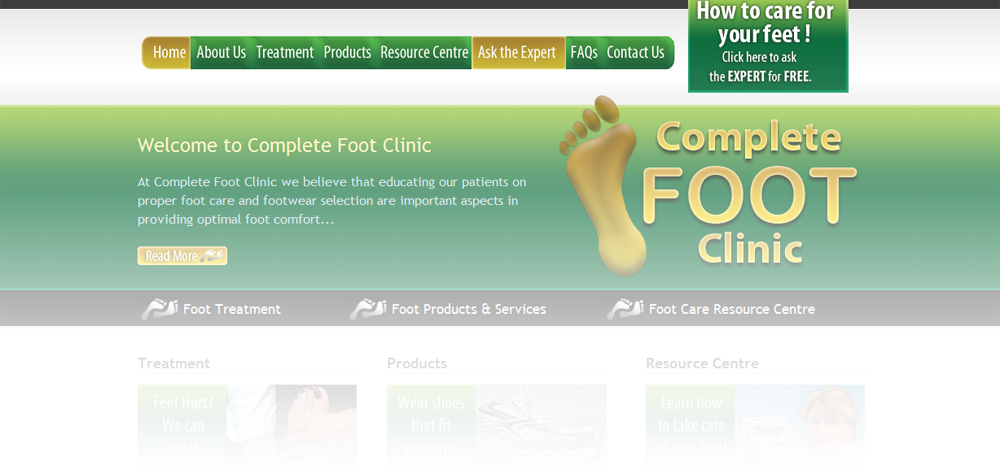 How to care for
your feet !
Click here to ask
the EXPERT for FREE.
Home About Us Treatment Products Resource Centre Ask the Expert FAQs Contact Us
Welcome to Complete Foot Clinic
At Complete Foot Clinic we believe that educating our patients on
proper foot care and footwear selection are important aspects in
providing optimal foot comfort...
Read More
Complete
FOOT
Clinic
Foot Treatment
Foot Products & Services
Foot Care Resource Centre
Treatment
Feet Hurt?
We can
help!
Products
Wear shoes
that fit
properly!
Resource Centre
Learn how
to take care
of your feet!